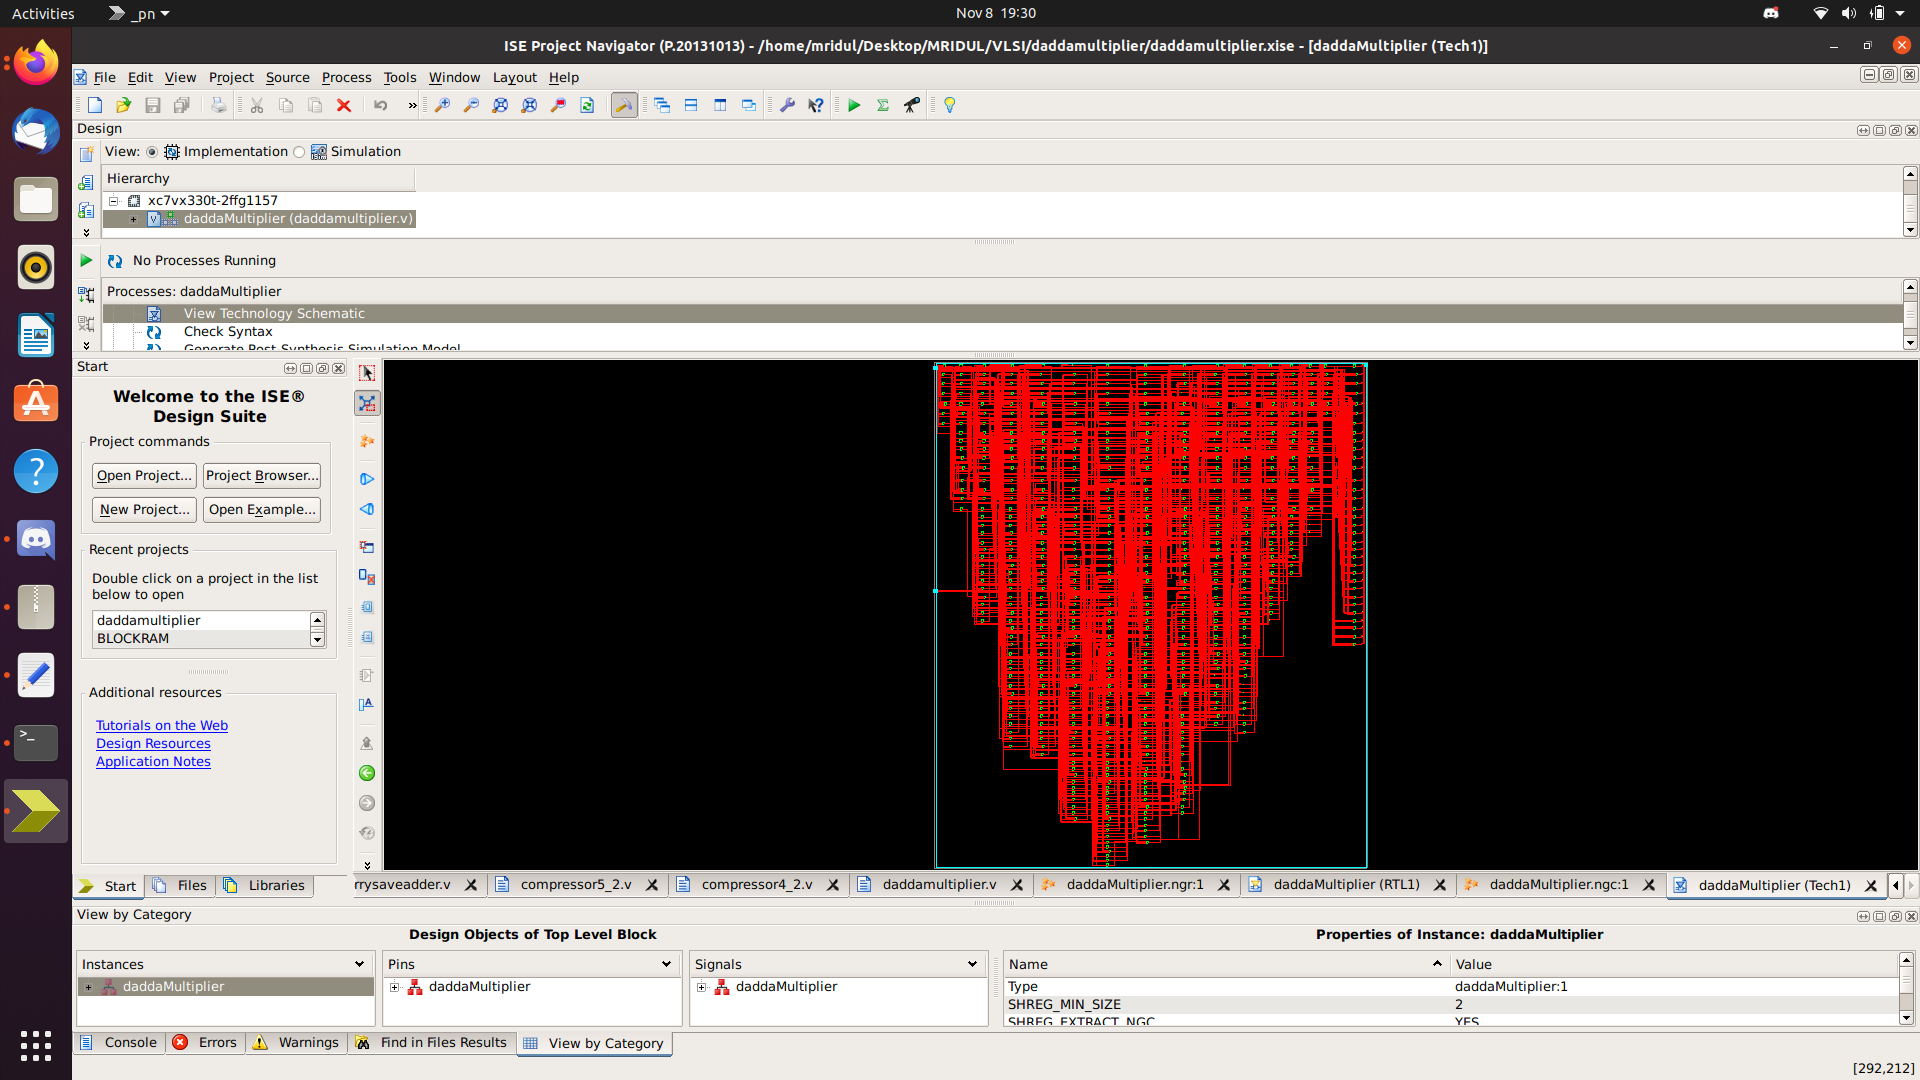 Activities
_pn
Nov 8 19:30
ISE Project Navigator (P.20131013) - /home/mridul/Desktop/MRIDUL/VLSI/daddamultiplier/daddamultiplier.xise - [daddaMultiplier (Tech1)]
File Edit View Project Source Process Tools Window Layout Help
Design
View: Implementation Simulation
Hierarchy
xc7vx330t-2ffg1157
daddaMultiplier (daddamultiplier.v)
No Processes Running
Processes: daddaMultiplier
View Technology Schematic
Check Syntax
Generate Post-Synthesis Simulation Model
Start
Welcome to the ISE®
Design Suite
Project commands
Open Project... Project Browser...
New Project... Open Example...
Recent projects
Double click on a project in the list
below to open
daddamultiplier
BLOCKRAM
Additional resources
Tutorials on the Web
Design Resources
Application Notes
Start Files Libraries
rrysaveadder.v compressor5_2.v compressor4_2.v daddamultiplier.v daddaMultiplier.ngr:1 daddaMultiplier (RTL1) daddaMultiplier.ngc:1 daddaMultiplier (Tech1)
View by Category
Design Objects of Top Level Block
Properties of Instance: daddaMultiplier
Instances Pins Signals Name Value
daddaMultiplier daddaMultiplier daddaMultiplier Type daddaMultiplier:1
SHREG_MIN_SIZE 2
SHREG_EXTRACT_NGC YES
Console Errors Warnings Find in Files Results View by Category
[292,212]